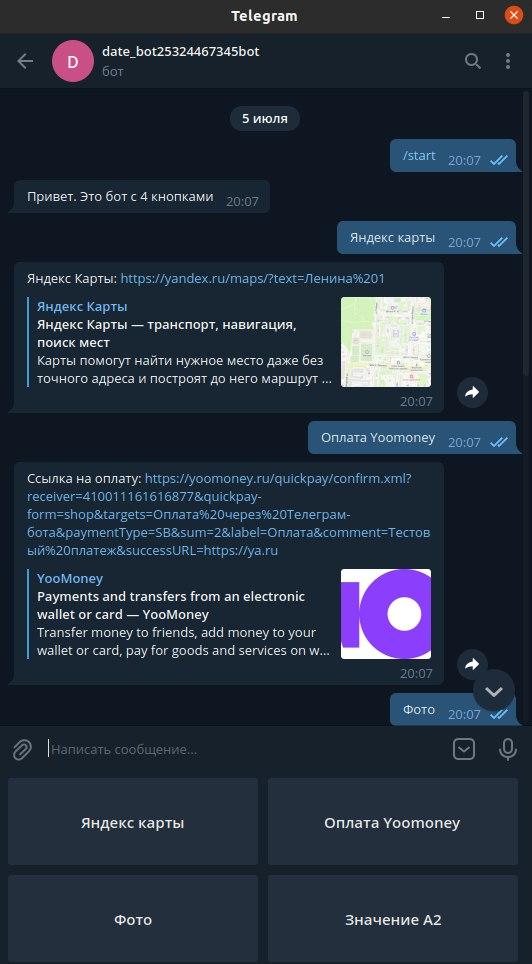 Telegram
D
date_bot25324467345bot
бот
5 июля
/start 20:07
Привет. Это бот с 4 кнопками 20:07
Яндекс карты 20:07
Яндекс Карты: https://yandex.ru/maps/?text=Ленина%201
Яндекс Карты
Яндекс Карты — транспорт, навигация,
поиск мест
Карты помогут найти нужное место даже без
точного адреса и построят до него маршрут ...
20:07
Оплата Yoomoney 20:07
Ссылка на оплату: https://yoomoney.ru/quickpay/confirm.xml?
receiver=410011161616877&quickpay-
form=shop&targets=Оплата%20через%20Телеграм-
бота&paymentType=SB&sum=2&label=Оплата&comment=Тестов
ый%20платеж&successURL=https://ya.ru
YooMoney
Payments and transfers from an electronic
wallet or card — YooMoney
Transfer money to friends, add money to your
wallet or card, pay for goods and services on w...
20:07
Фото 20:07
Написать сообщение...
Яндекс карты
Оплата Yoomoney
Фото
Значение А2